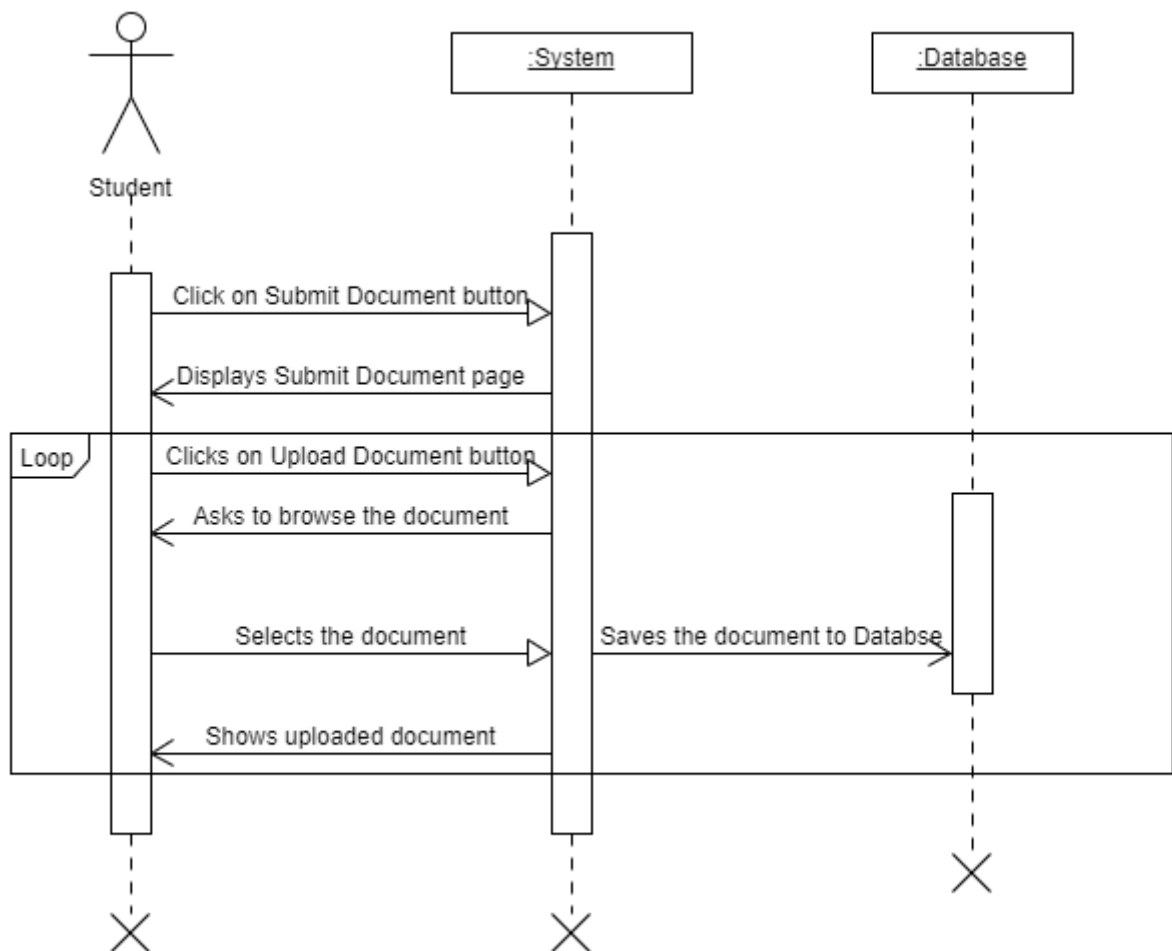 :System
:Database
Student
Click on Submit Document button
Displays Submit Document page
Loop
Clicks on Upload Document button
Asks to browse the document
Selects the document
Saves the document to Databse
Shows uploaded document